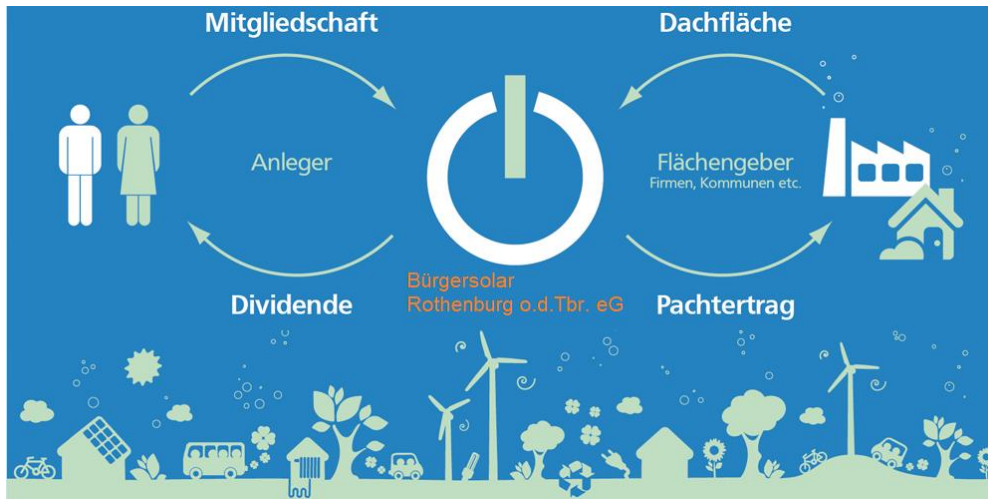 Mitgliedschaft
Dachfläche
Anleger
Flächengeber
Firmen, Kommunen etc.
Bürgersolar
Rothenburg o.d.Tbr. eG
Dividende
Pachtertrag